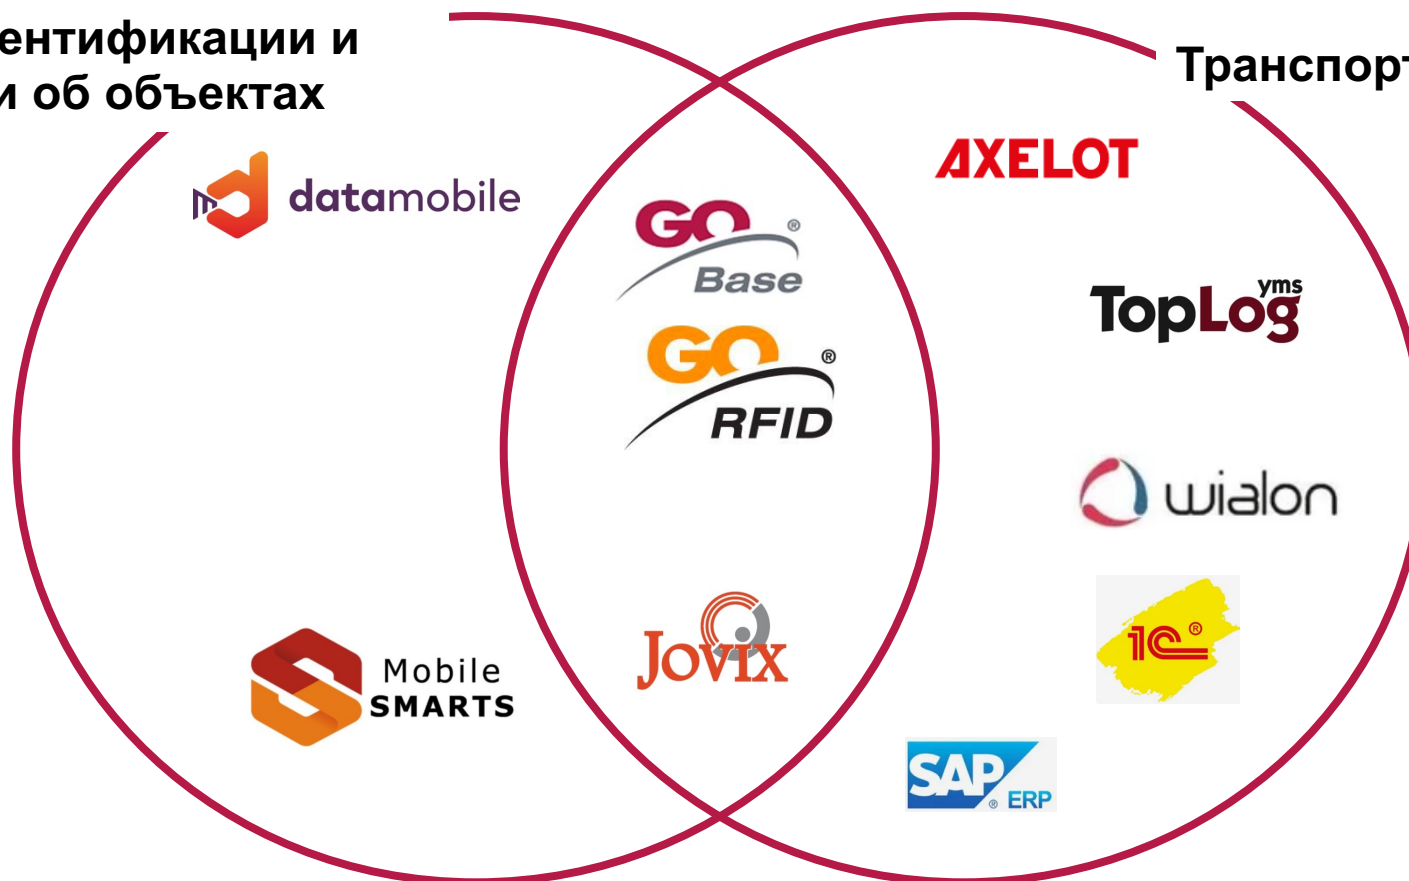 ентификации и
и об объектах
Транспорт
datamobile
AXELOT
GO®
Base
TopLog yms
GO®
RFID
wialon
Mobile
SMARTS
Jovix
1С®
SAP®
ERP